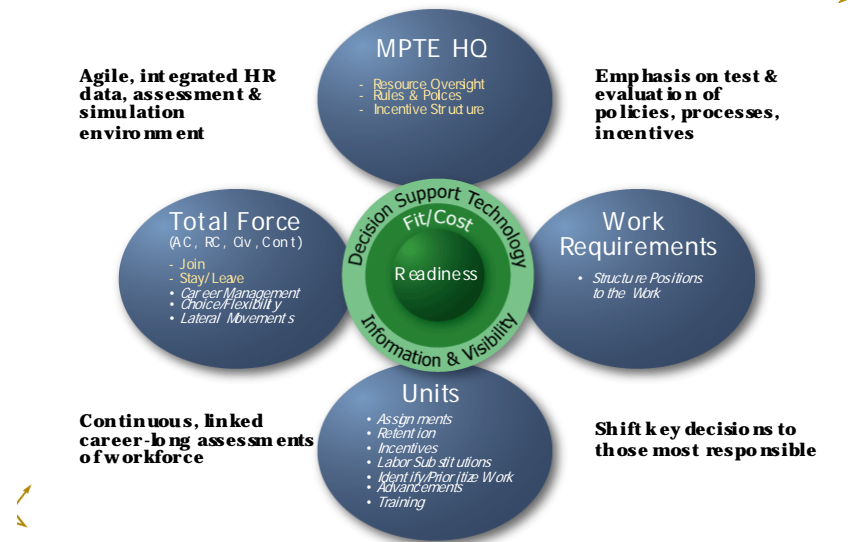 MPTE HQ
- Resource Oversight
- Rules & Polices
- Incentive Structure
Agile, integrated HR
data, assessment &
simulation
environment
Emphasis on test &
evaluation of
policies, processes,
incentives
Total Force
(AC, RC, Civ, Cont)
- Join
- Stay/Leave
• Career Management
• Choice/Flexibility
• Lateral Movements
Decision Support Technology
Fit/Cost
Readiness
Information & Visibility
Work
Requirements
• Structure Positions
to the Work
Units
• Assignments
• Retention
• Incentives
• Labor Substitutions
• Identify/Prioritize Work
• Advancements
• Training
Continuous, linked
career-long assessments
of workforce
Shift key decisions to
those most responsible